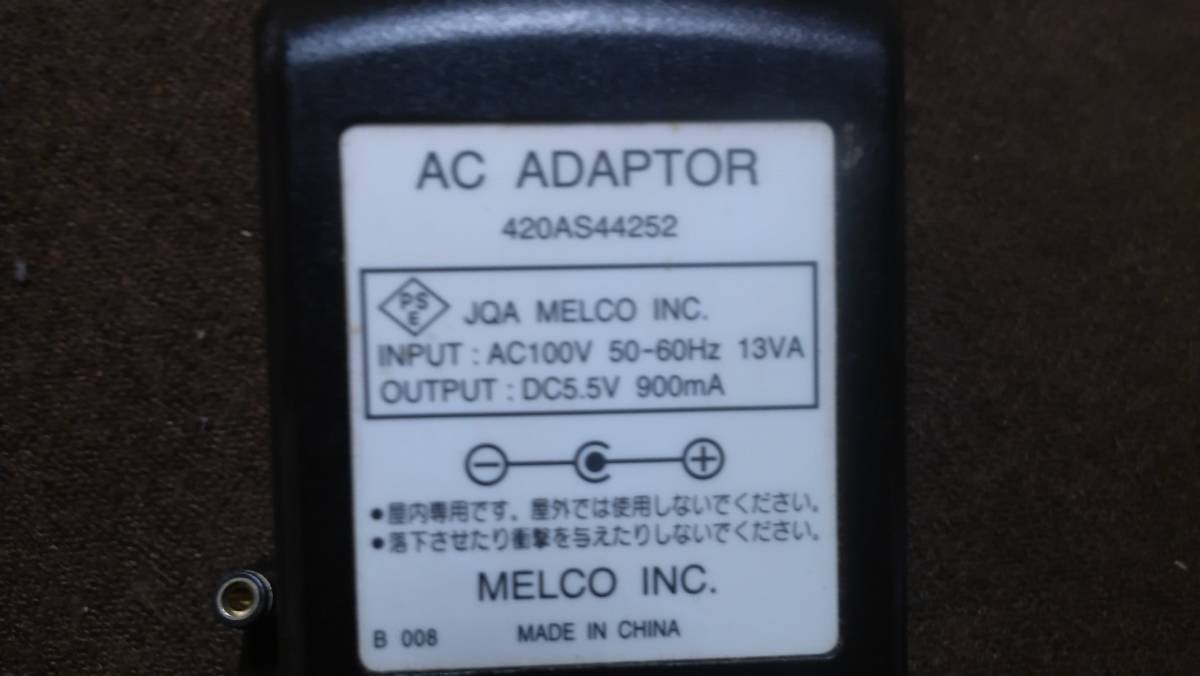 AC ADAPTOR
420AS44252
PS
E
JQA MELCO INC.
INPUT : AC100V 50-60Hz 13VA
OUTPUT : DC5.5V 900mA
●屋内専用です。屋外では使用しないでください。
●落下させたり衝撃を与えたりしないでください。
MELCO INC.
B 008 MADE IN CHINA